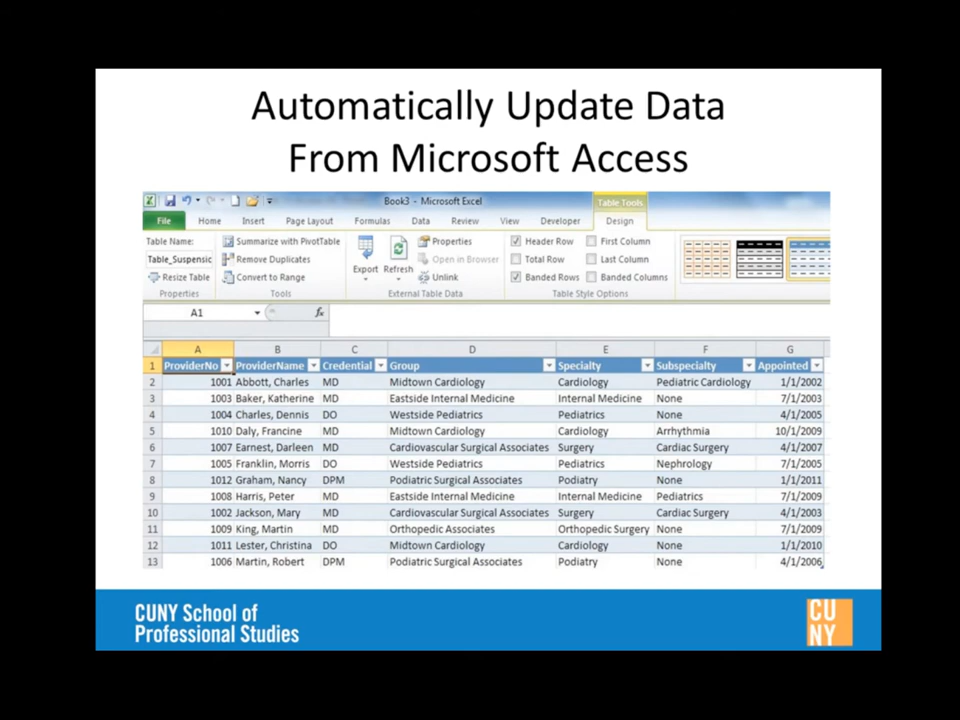 Automatically Update Data
From Microsoft Access
Book3 - Microsoft Excel
Table Tools
File Home Insert Page Layout Formulas Data Review View Developer Design
Table Name: Summarize with PivotTable Properties Header Row First Column
Table_Suspensic Remove Duplicates Export Refresh Open in Browser Total Row Last Column
Resize Table Convert to Range Unlink Banded Rows Banded Columns
Properties Tools External Table Data Table Style Options
A1 fx
A B C D E F G
1 ProviderNo ProviderName Credential Group Specialty Subspecialty Appointed
2 1001 Abbott, Charles MD Midtown Cardiology Cardiology Pediatric Cardiology 1/1/2002
3 1003 Baker, Katherine MD Eastside Internal Medicine Internal Medicine None 7/1/2003
4 1004 Charles, Dennis DO Westside Pediatrics Pediatrics None 4/1/2005
5 1010 Daly, Francine MD Midtown Cardiology Cardiology Arrhythmia 10/1/2009
6 1007 Earnest, Darleen MD Cardiovascular Surgical Associates Surgery Cardiac Surgery 4/1/2007
7 1005 Franklin, Morris DO Westside Pediatrics Pediatrics Nephrology 7/1/2005
8 1012 Graham, Nancy DPM Podiatric Surgical Associates Podiatry None 1/1/2011
9 1008 Harris, Peter MD Eastside Internal Medicine Internal Medicine Pediatrics 7/1/2009
10 1002 Jackson, Mary MD Cardiovascular Surgical Associates Surgery Cardiac Surgery 4/1/2003
11 1009 King, Martin MD Orthopedic Associates Orthopedic Surgery None 7/1/2009
12 1011 Lester, Christina DO Midtown Cardiology Cardiology None 1/1/2010
13 1006 Martin, Robert DPM Podiatric Surgical Associates Podiatry None 4/1/2006
CUNY School of
Professional Studies
CU
NY